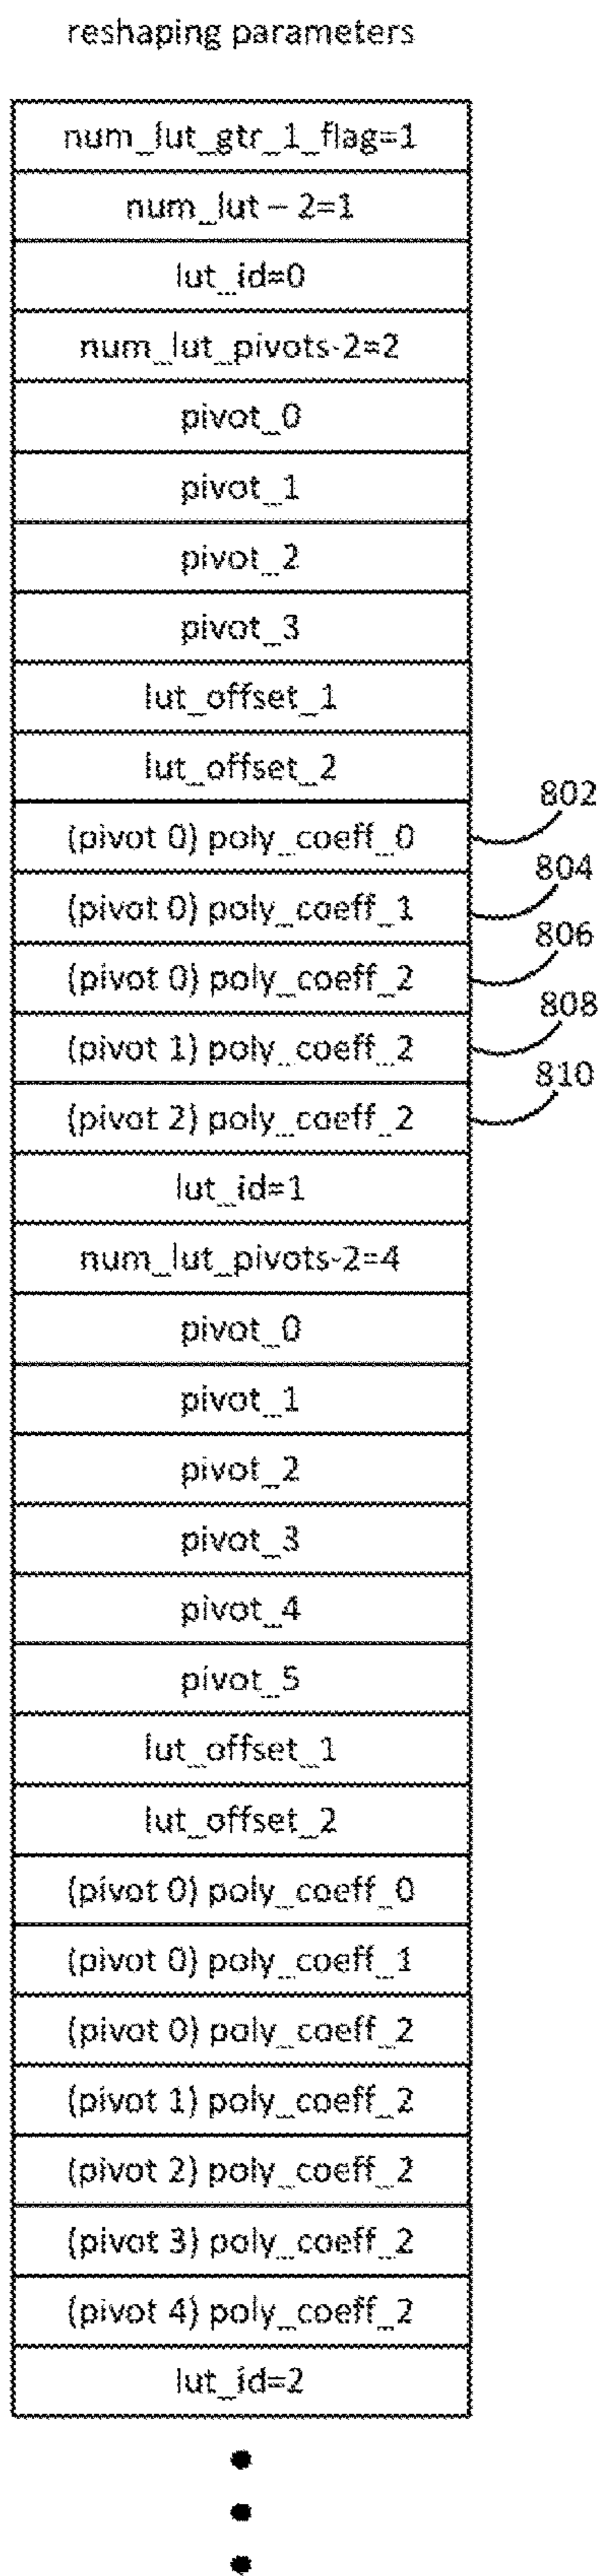 reshaping parameters
num_lut_gtr_1_flag=1
num_lut – 2=1
lut_id=0
num_lut_pivots-2=2
pivot_0
pivot_1
pivot_2
pivot_3
lut_offset_1
lut_offset_2
(pivot 0) poly_coeff_0
802
(pivot 0) poly_coeff_1
804
(pivot 0) poly_coeff_2
806
(pivot 1) poly_coeff_2
808
(pivot 2) poly_coeff_2
810
lut_id=1
num_lut_pivots-2=4
pivot_0
pivot_1
pivot_2
pivot_3
pivot_4
pivot_5
lut_offset_1
lut_offset_2
(pivot 0) poly_coeff_0
(pivot 0) poly_coeff_1
(pivot 0) poly_coeff_2
(pivot 1) poly_coeff_2
(pivot 2) poly_coeff_2
(pivot 3) poly_coeff_2
(pivot 4) poly_coeff_2
lut_id=2